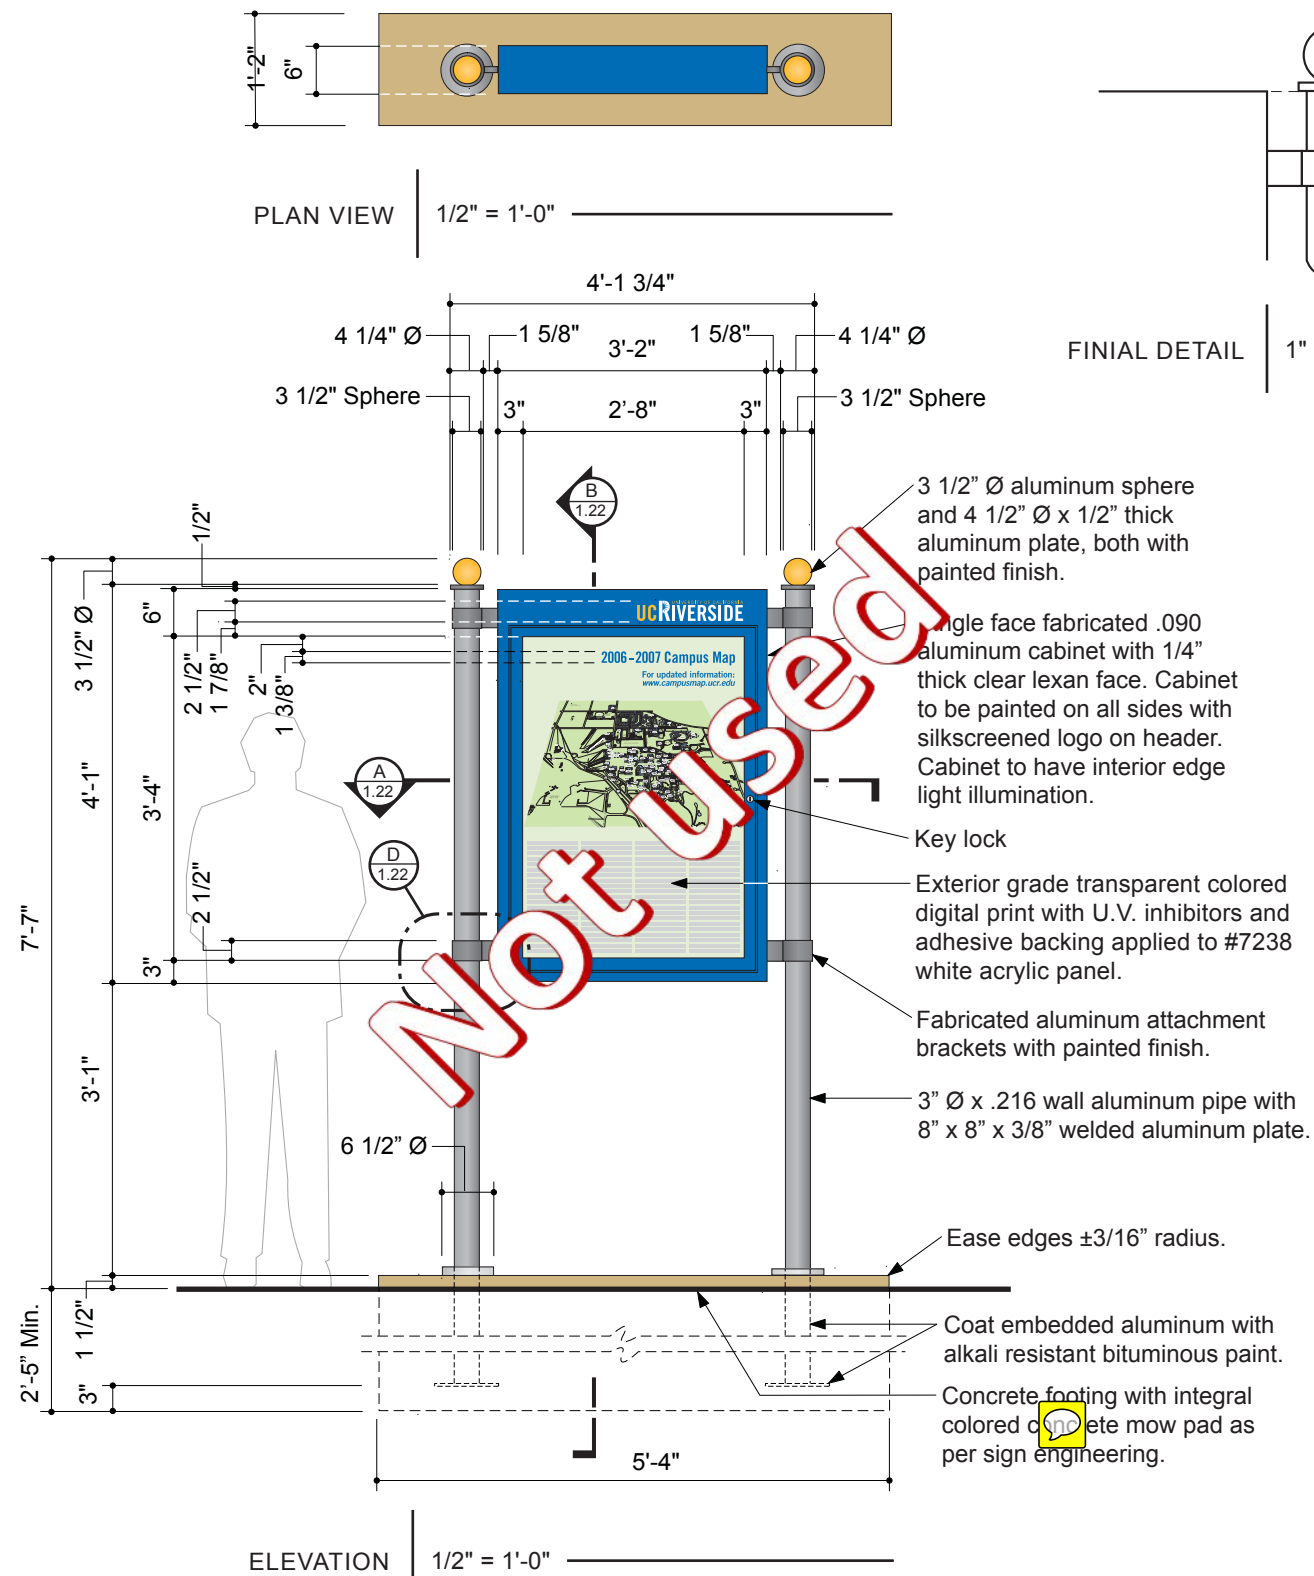 1'-2"
6"
PLAN VIEW
1/2" = 1'-0"
FINIAL DETAIL
1"
4'-1 3/4"
4 1/4" Ø
1 5/8"
3'-2"
1 5/8"
4 1/4" Ø
3 1/2" Sphere
3"
2'-8"
3"
3 1/2" Sphere
B
1.22
3 1/2” Ø aluminum sphere
and 4 1/2” Ø x 1/2” thick
aluminum plate, both with
painted finish.
1/2"
3 1/2" Ø
6"
2 1/2"
1 7/8"
2"
1 3/8"
UNIVERSITY OF CALIFORNIA
UCRIVERSIDE
2006-2007 Campus Map
For updated information:
www.campusmap.ucr.edu
ngle face fabricated .090
aluminum cabinet with 1/4”
thick clear lexan face. Cabinet
to be painted on all sides with
silkscreened logo on header.
Cabinet to have interior edge
light illumination.
Not used
A
1.22
4'-1"
3'-4"
Key lock
D
1.22
Exterior grade transparent colored
digital print with U.V. inhibitors and
adhesive backing applied to #7238
white acrylic panel.
7'-7"
2 1/2"
3"
Fabricated aluminum attachment
brackets with painted finish.
3'-1"
3” Ø x .216 wall aluminum pipe with
8” x 8” x 3/8” welded aluminum plate.
6 1/2” Ø
Ease edges ±3/16” radius.
2’-5” Min.
1 1/2"
3"
Coat embedded aluminum with
alkali resistant bituminous paint.
Concrete footing with integral
colored concrete mow pad as
per sign engineering.
5'-4"
ELEVATION
1/2" = 1'-0"